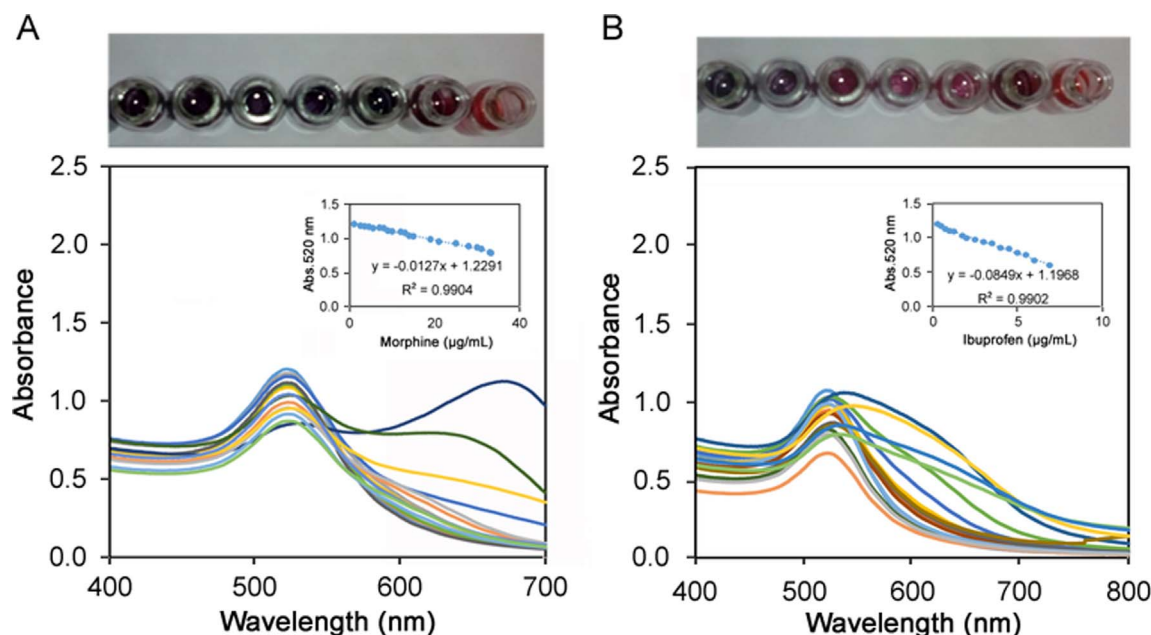 A
B
2.5
2.0
1.5
1.0
0.5
0.0
400
500
600
700
Absorbance
Wavelength (nm)
1.5
1.0
0.5
0.0
0
20
40
Abs.520 nm
y = -0.0127x + 1.2291
R² = 0.9904
Morphine (µg/mL)
2.5
2.0
1.5
1.0
0.5
0.0
400
500
600
700
800
Absorbance
Wavelength (nm)
1.5
1.0
0.5
0.0
0
5
10
Abs.520 nm
y = -0.0849x + 1.1968
R² = 0.9902
Ibuprofen (µg/mL)